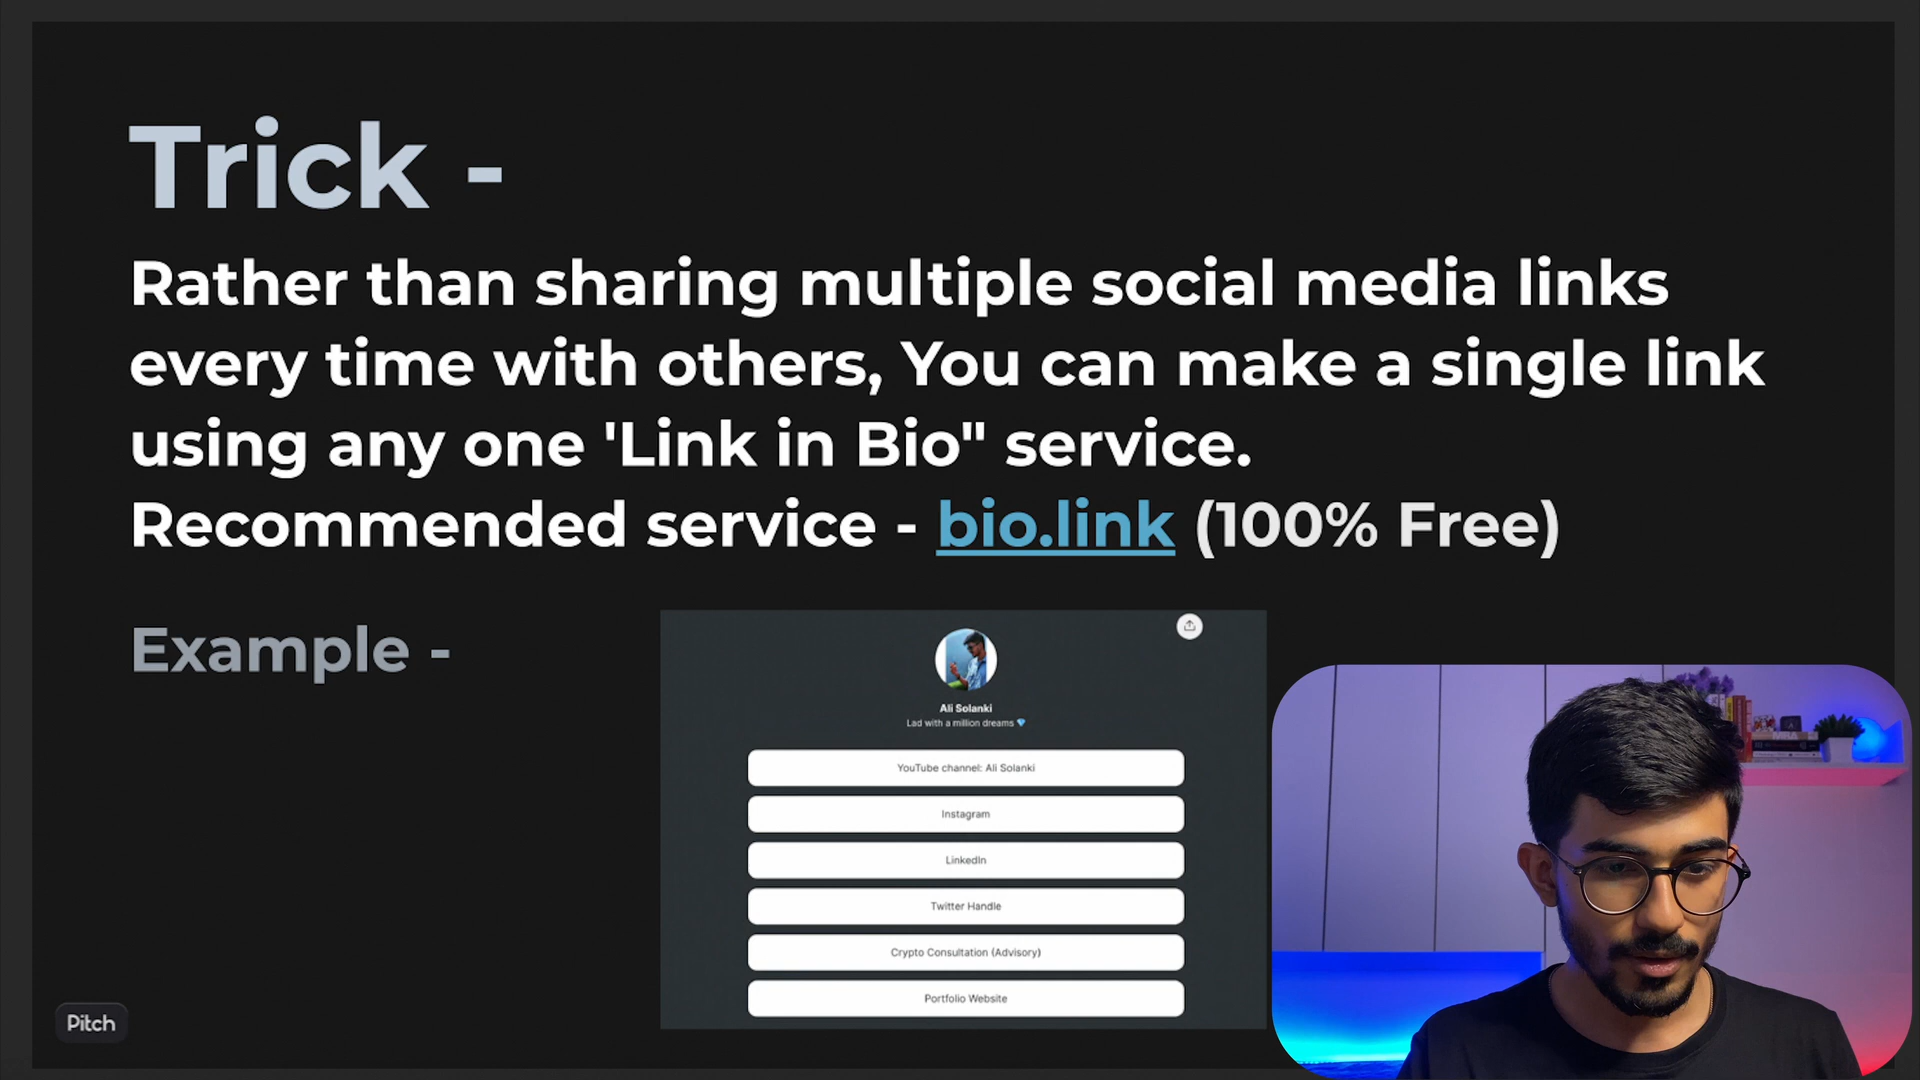 Trick -
Rather than sharing multiple social media links
every time with others, You can make a single link
using any one 'Link in Bio" service.
Recommended service - bio.link (100% Free)
Example -
Ali Solanki
Lad with a million dreams 💎
YouTube channel: Ali Solanki
Instagram
LinkedIn
Twitter Handle
Crypto Consultation (Advisory)
Portfolio Website
Pitch